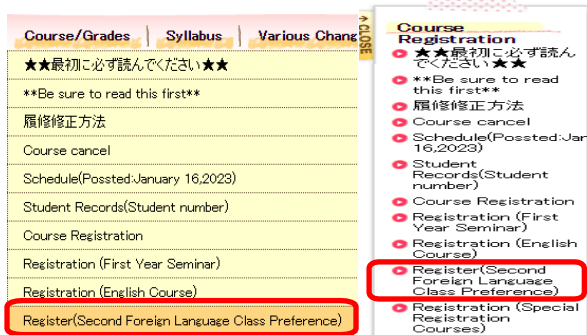 Course/Grades
Syllabus
Various Chang
★★最初に必ず読んでください★★
**Be sure to read this first**
履修修正方法
Course cancel
Schedule(Possted:January 16,2023)
Student Records(Student number)
Course Registration
Registration (First Year Seminar)
Registration (English Course)
Register(Second Foreign Language Class Preference)
↑CLOSE
Course
Registration
★★最初に必ず読ん
でください★★
**Be sure to read
this first**
履修修正方法
Course cancel
Schedule(Possted:Jar
16,2023)
Student
Records(Student
number)
Course Registration
Registration (First
Year Seminar)
Registration (English
Course)
Register(Second
Foreign Language
Class Preference)
Registration (Special
Registration
Courses)